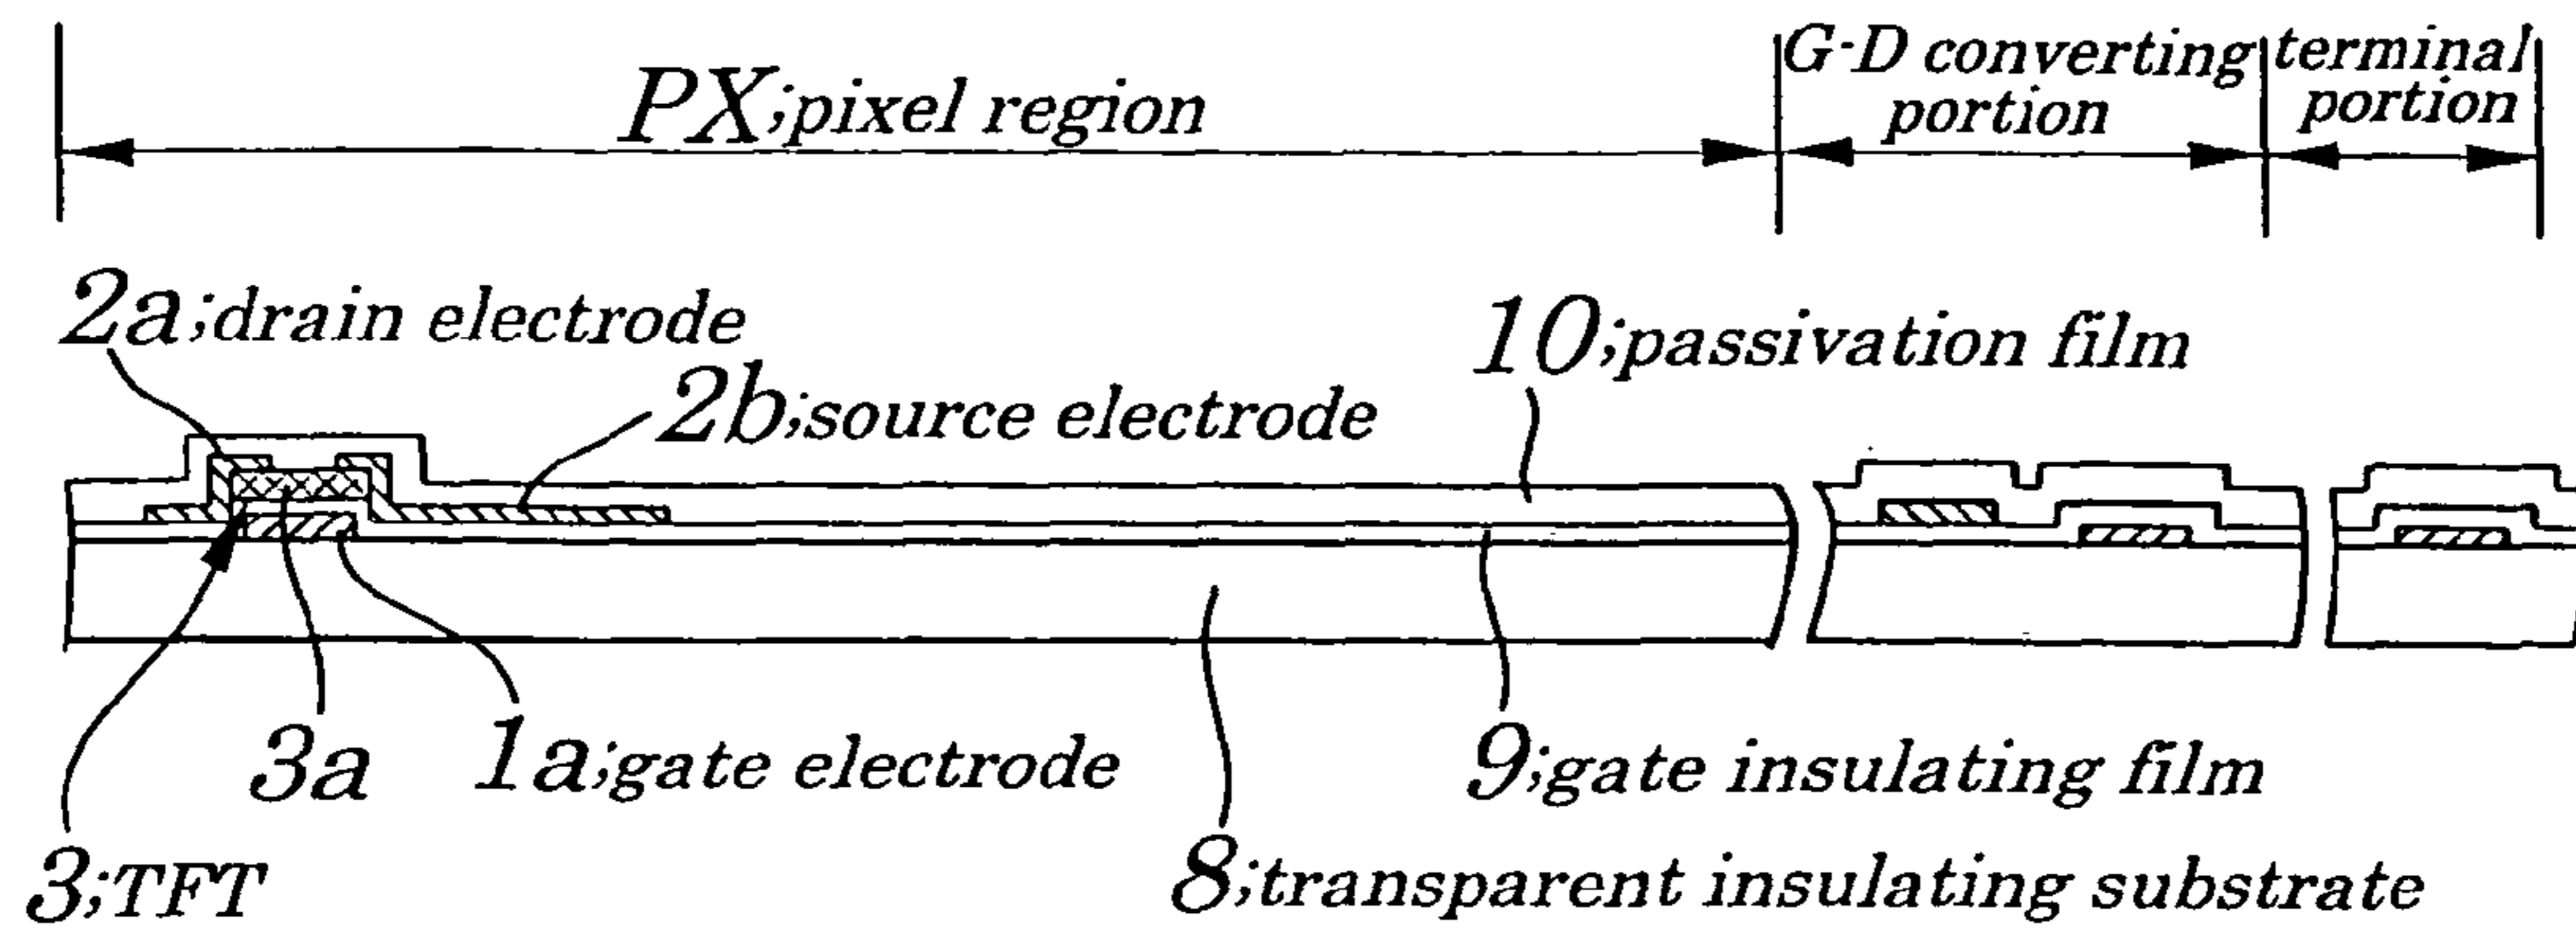 PX;pixel region
G-D converting
portion
terminal
portion
2a;drain electrode
10;passivation film
2b;source electrode
3a
1a;gate electrode
9;gate insulating film
3;TFT
8;transparent insulating substrate